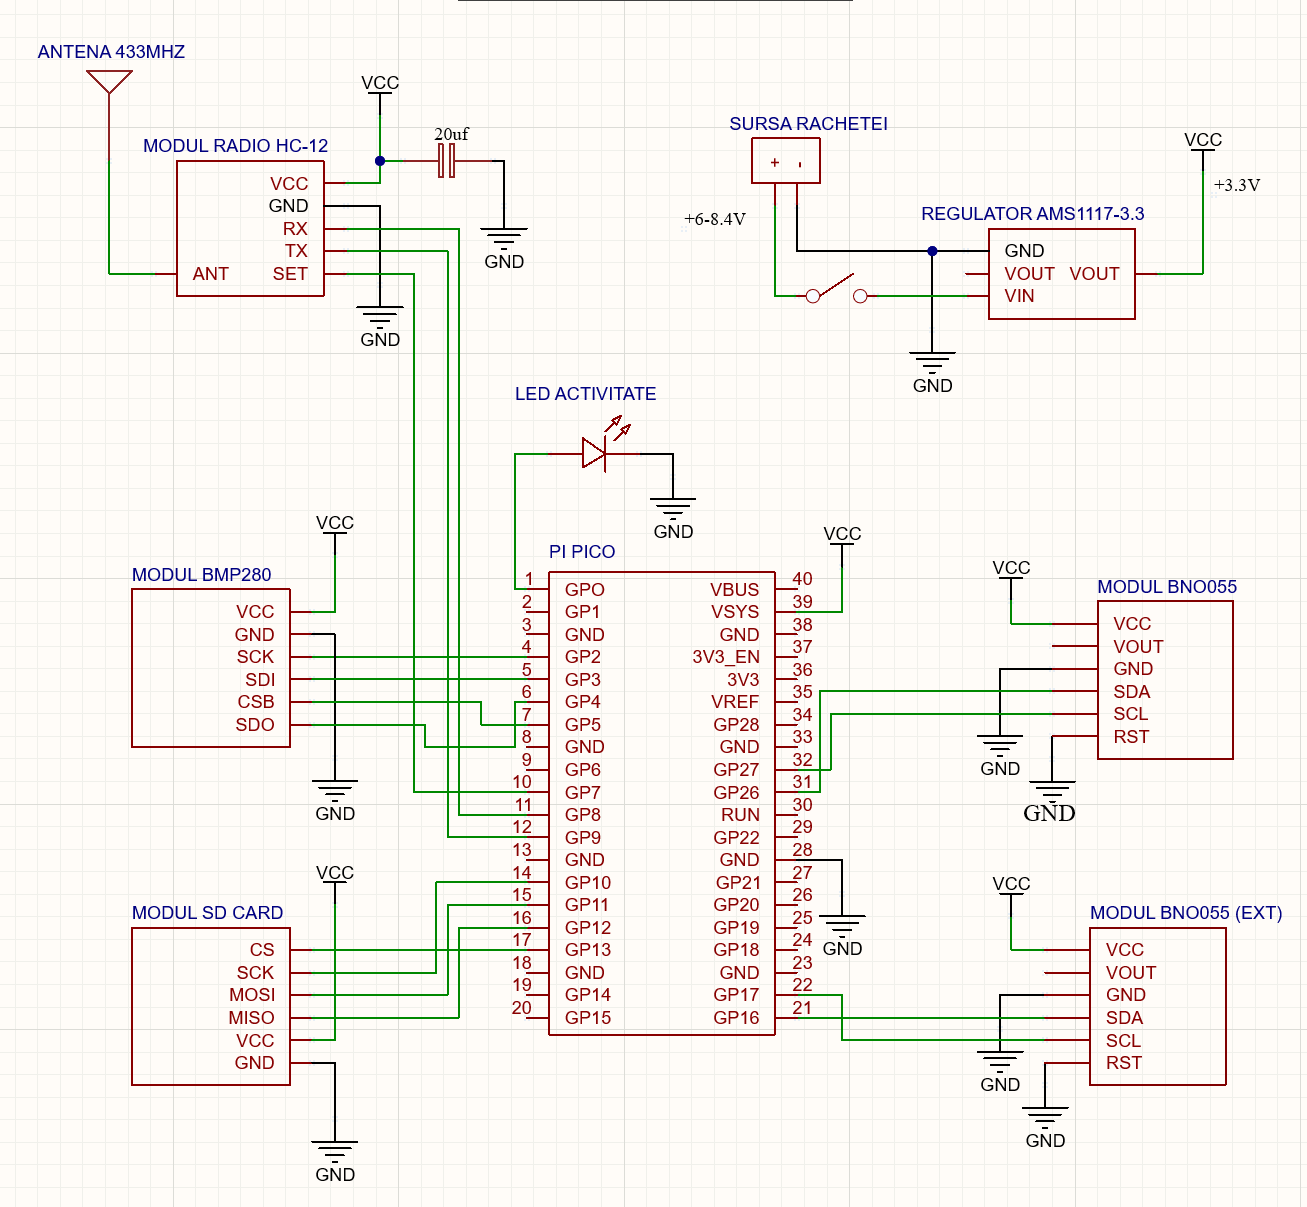 ANTENA 433MHZ
VCC
20uf
MODUL RADIO HC-12
VCC
GND
RX
TX
ANT SET
GND
GND
SURSA RACHETEI
+ -
+6-8.4V
VCC
+3.3V
REGULATOR AMS1117-3.3
GND
VOUT VOUT
VIN
GND
LED ACTIVITATE
GND
VCC
MODUL BMP280
VCC
GND
SCK
SDI
CSB
SDO
GND
VCC
MODUL SD CARD
CS
SCK
MOSI
MISO
VCC
GND
GND
PI PICO
VCC
1 GPO VBUS 40
2 GP1 VSYS 39
3 GND GND 38
4 GP2 3V3_EN 37
5 GP3 3V3 36
6 GP4 VREF 35
7 GP5 GP28 34
8 GND GND 33
9 GP6 GP27 32
10 GP7 GP26 31
11 GP8 RUN 30
12 GP9 GP22 29
13 GND GND 28
14 GP10 GP21 27
15 GP11 GP20 26
16 GP12 GP19 25
17 GP13 GP18 24
18 GND GND 23
19 GP14 GP17 22
20 GP15 GP16 21
GND
VCC
MODUL BNO055
VCC
VOUT
GND
SDA
SCL
RST
GND
GND
VCC
MODUL BNO055 (EXT)
VCC
VOUT
GND
SDA
SCL
RST
GND
GND